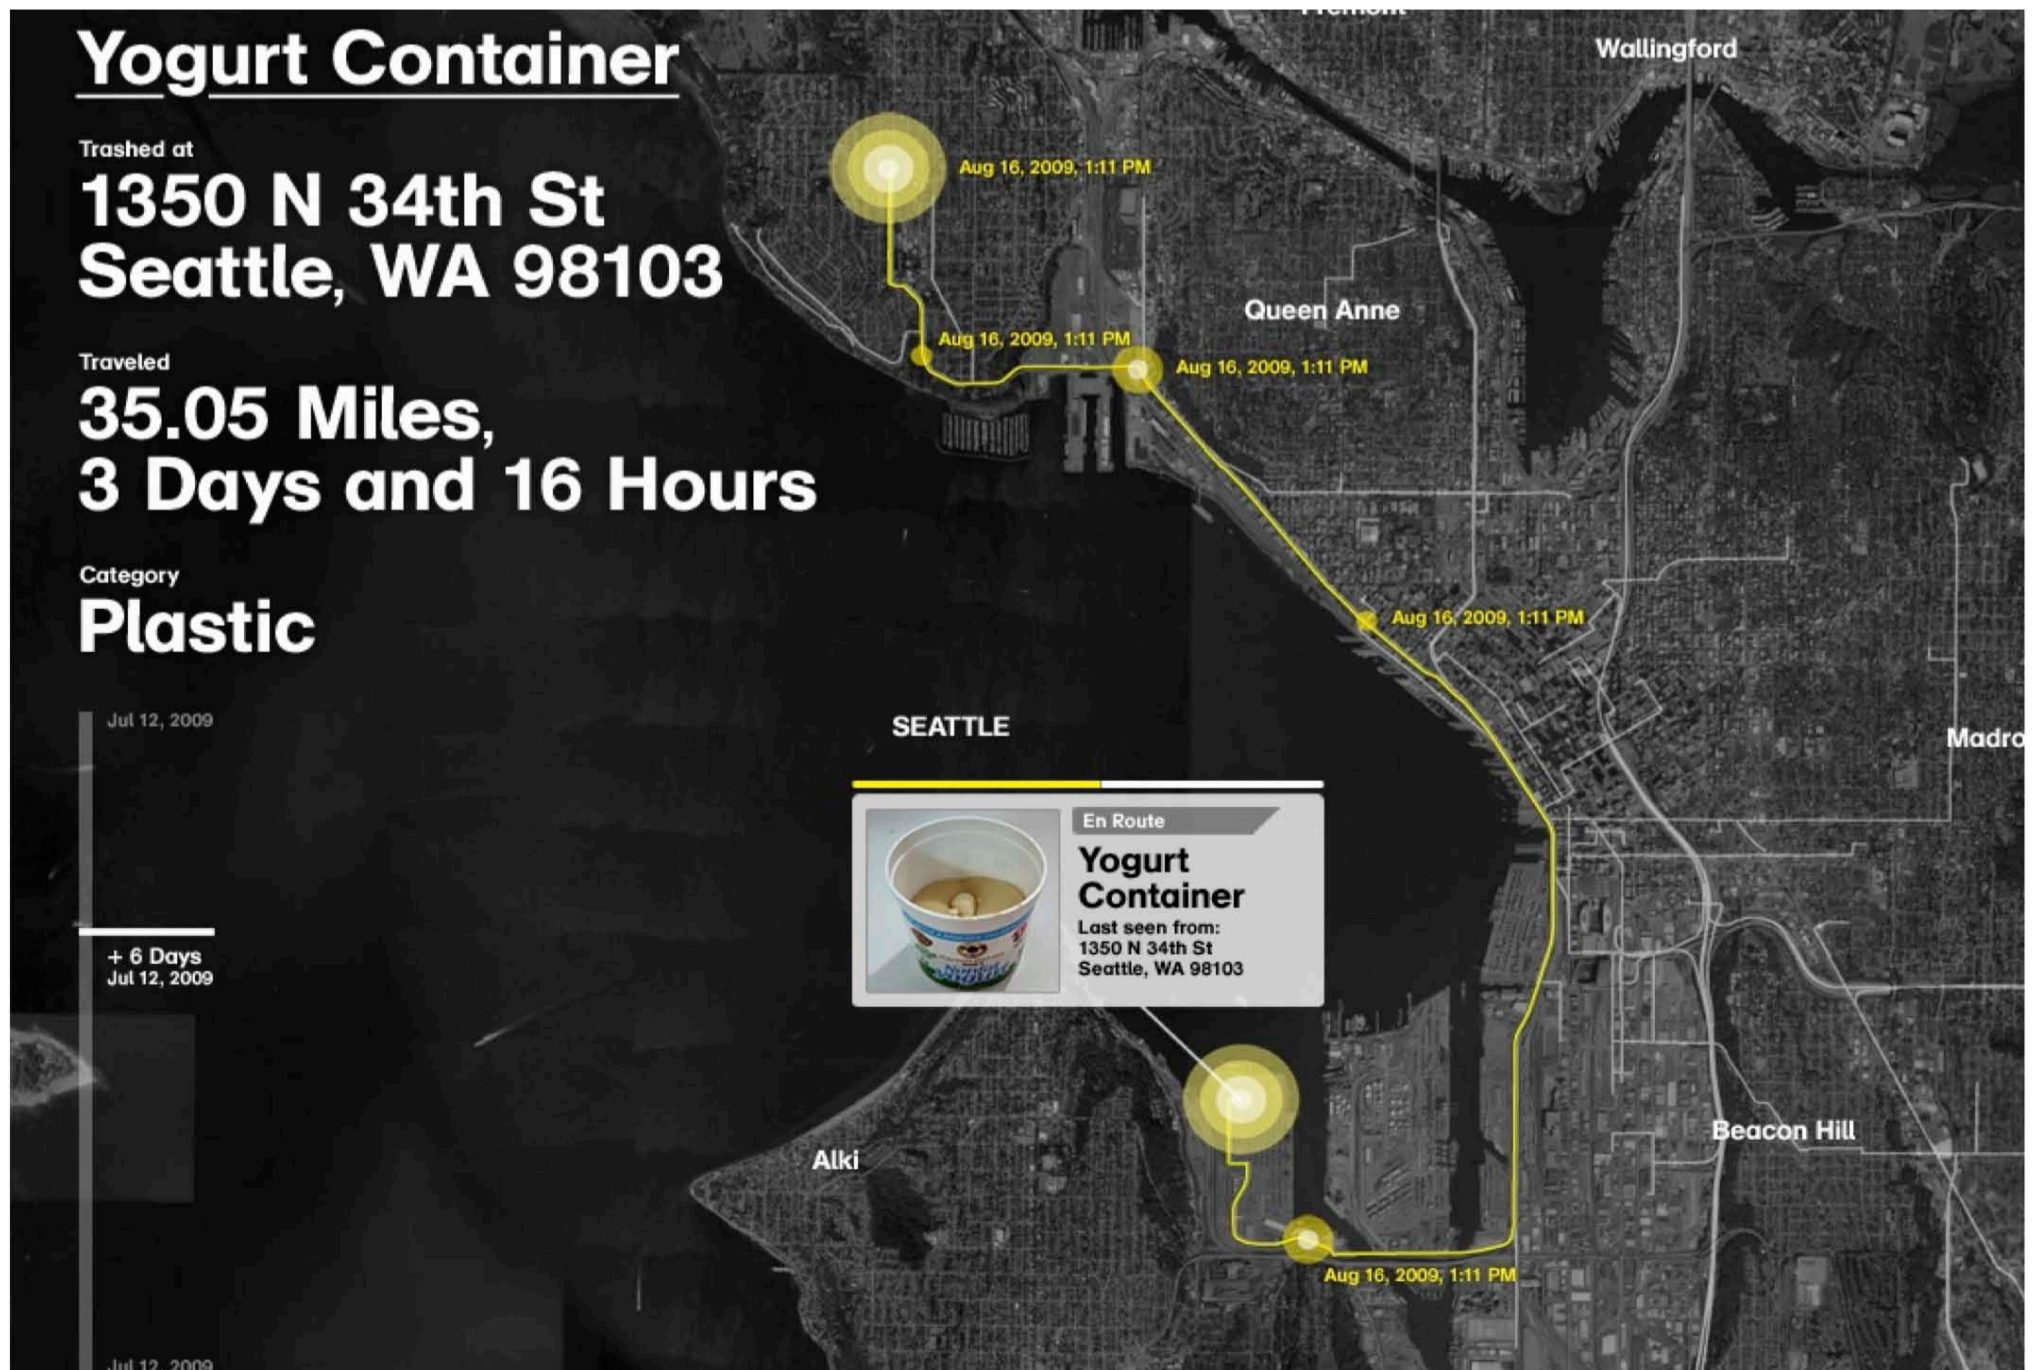 Yogurt Container
Trashed at
1350 N 34th St
Seattle, WA 98103
Traveled
35.05 Miles,
3 Days and 16 Hours
Category
Plastic
Jul 12, 2009
+ 6 Days
Jul 12, 2009
Jul 12, 2009
Fremont
Wallingford
Aug 16, 2009, 1:11 PM
Queen Anne
Aug 16, 2009, 1:11 PM
Aug 16, 2009, 1:11 PM
Aug 16, 2009, 1:11 PM
SEATTLE
Madro
En Route
Yogurt
Container
Last seen from:
1350 N 34th St
Seattle, WA 98103
Alki
Beacon Hill
Aug 16, 2009, 1:11 PM